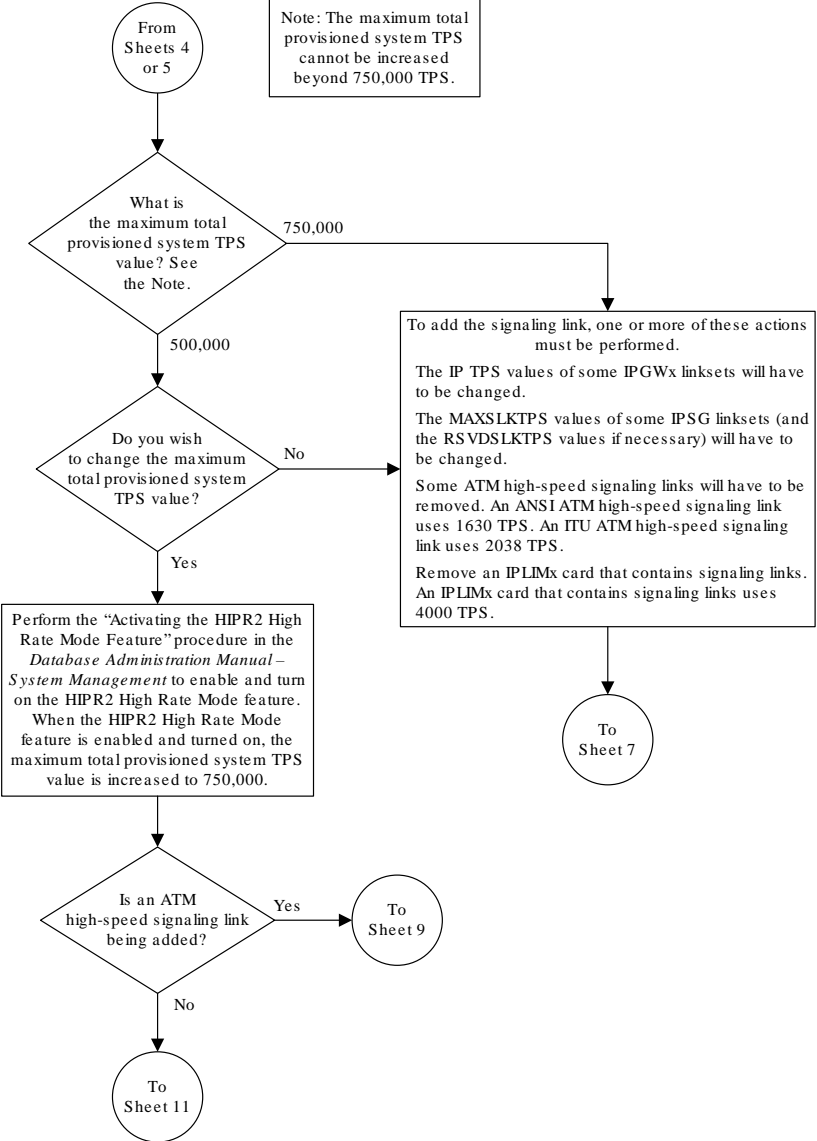 From
Sheets 4
or 5
Note: The maximum total
provisioned system TPS
cannot be increased
beyond 750,000 TPS.
What is
the maximum total
provisioned system TPS
value? See
the Note.
750,000
500,000
To add the signaling link, one or more of these actions
must be performed.
The IP TPS values of some IPGWx linksets will have
to be changed.
The MAXSLKTPS values of some IPSG linksets (and
the RSVDSLKTPS values if necessary) will have to
be changed.
Some ATM high-speed signaling links will have to be
removed. An ANSI ATM high-speed signaling link
uses 1630 TPS. An ITU ATM high-speed signaling
link uses 2038 TPS.
Remove an IPLIMx card that contains signaling links.
An IPLIMx card that contains signaling links uses
4000 TPS.
Do you wish
to change the maximum
total provisioned system
TPS value?
No
Yes
Perform the “Activating the HIPR2 High
Rate Mode Feature” procedure in the
Database Administration Manual –
System Management to enable and turn
on the HIPR2 High Rate Mode feature.
When the HIPR2 High Rate Mode
feature is enabled and turned on, the
maximum total provisioned system TPS
value is increased to 750,000.
To
Sheet 7
Is an ATM
high-speed signaling link
being added?
Yes
To
Sheet 9
No
To
Sheet 11